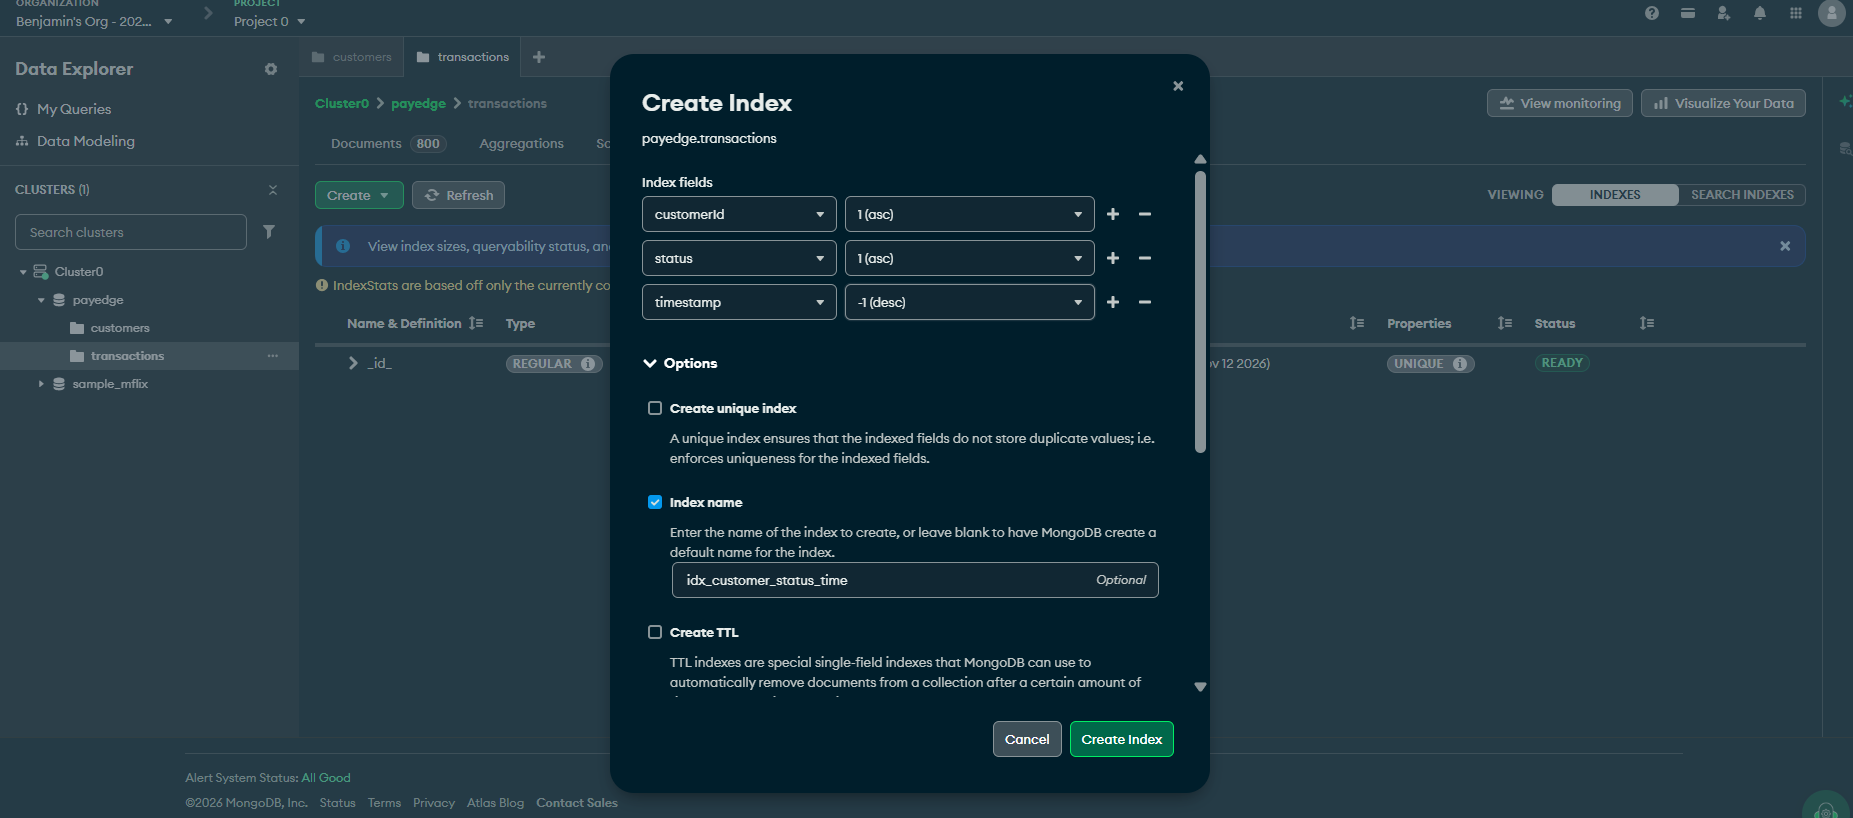 ORGANIZATION
Benjamin's Org - 202...
PROJECT
Project 0
Data Explorer
My Queries
Data Modeling
CLUSTERS (1)
Search clusters
Cluster0
payedge
customers
transactions
sample_mflix
customers
transactions
Cluster0 payedge transactions
View monitoring
Visualize Your Data
Documents 800 Aggregations Sc
Create Refresh
VIEWING INDEXES SEARCH INDEXES
View index sizes, queryability status, an
IndexStats are based off only the currently co
Name & Definition Type Properties Status
_id_ REGULAR ov 12 2026) UNIQUE READY
Create Index
payedge.transactions
Index fields
customerId 1 (asc)
status 1 (asc)
timestamp -1 (desc)
Options
Create unique index
A unique index ensures that the indexed fields do not store duplicate values; i.e.
enforces uniqueness for the indexed fields.
Index name
Enter the name of the index to create, or leave blank to have MongoDB create a
default name for the index.
idx_customer_status_time Optional
Create TTL
TTL indexes are special single-field indexes that MongoDB can use to
automatically remove documents from a collection after a certain amount of
Cancel Create Index
Alert System Status: All Good
©2026 MongoDB, Inc. Status Terms Privacy Atlas Blog Contact Sales